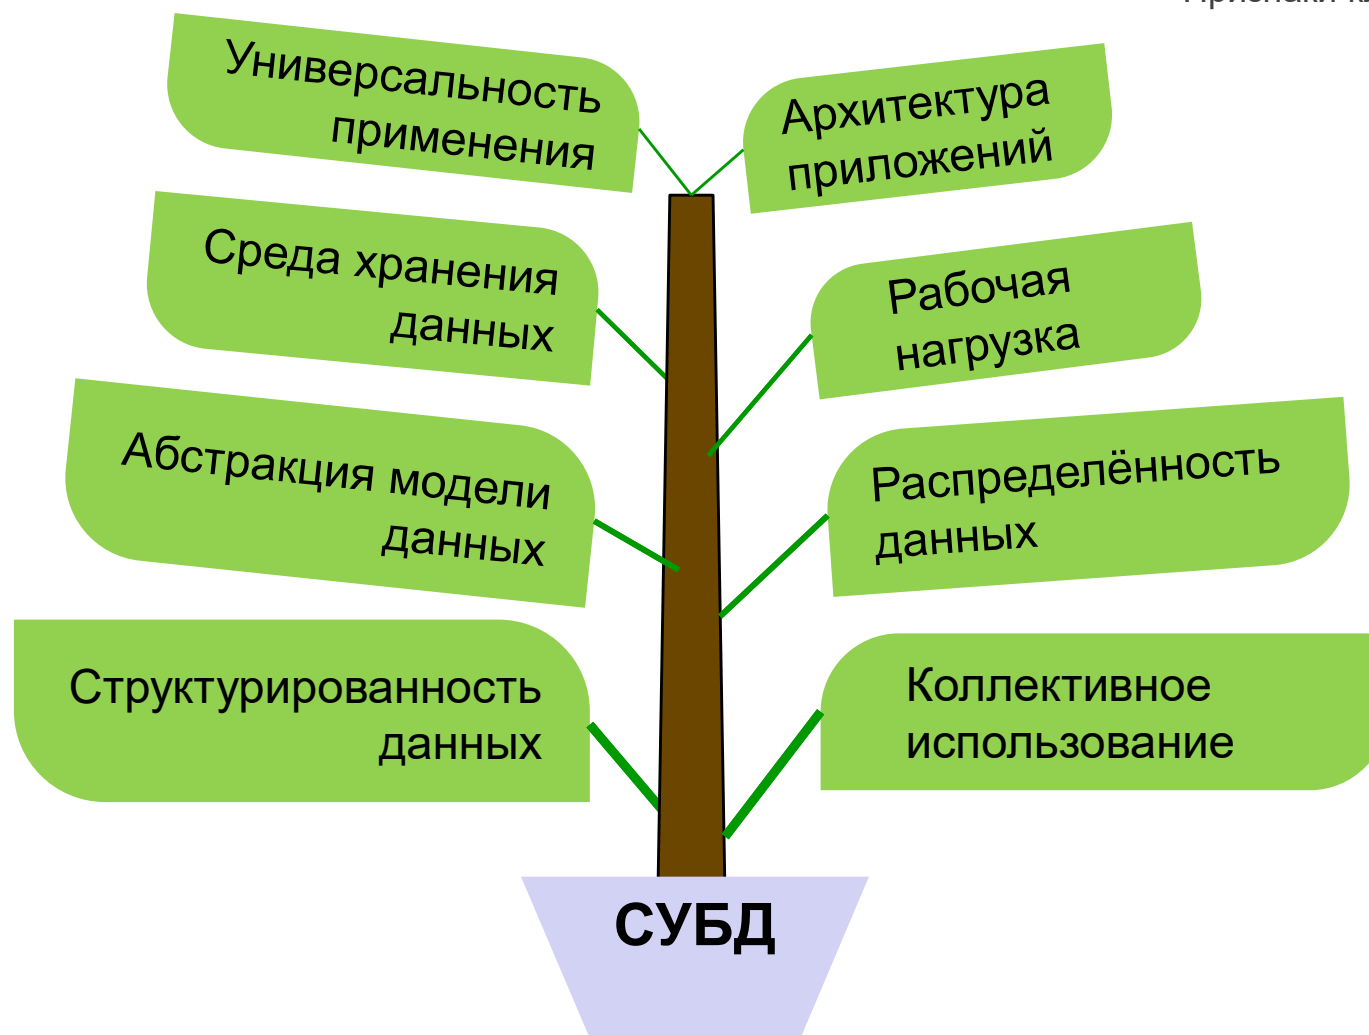 Универсальность
применения
Архитектура
приложений
Среда хранения
данных
Рабочая
нагрузка
Абстракция модели
данных
Распределённость
данных
Структурированность
данных
Коллективное
использование
СУБД